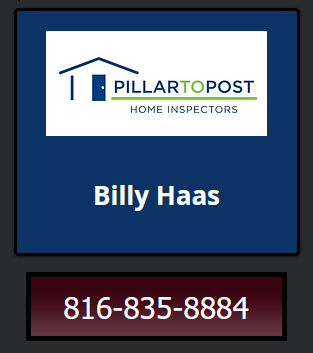 PILLARTOPOST
HOME INSPECTORS
Billy Haas
816-835-8884